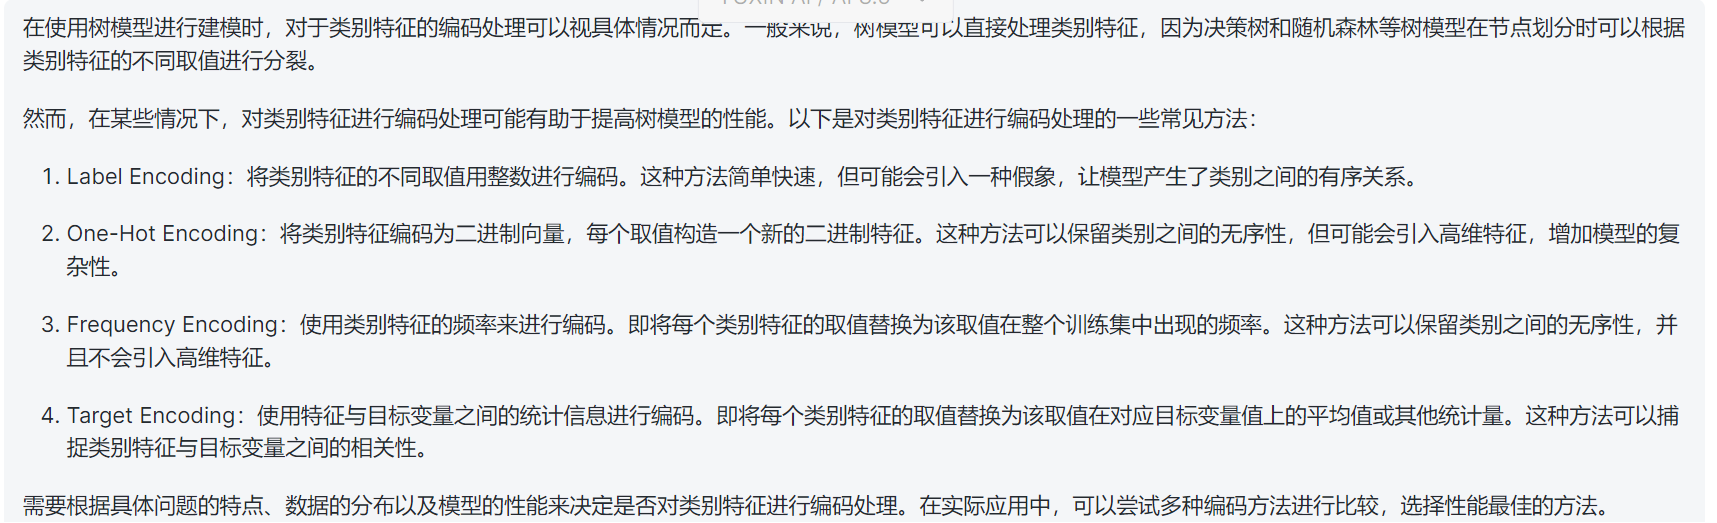 在使用树模型进行建模时，对于类别特征的编码处理可以视具体情况而定。一般来说，树模型可以直接处理类别特征，因为决策树和随机森林等树模型在节点划分时可以根据
类别特征的不同取值进行分裂。
然而，在某些情况下，对类别特征进行编码处理可能有助于提高树模型的性能。以下是对类别特征进行编码处理的一些常见方法：
1. Label Encoding：将类别特征的不同取值用整数进行编码。这种方法简单快速，但可能会引入一种假象，让模型产生了类别之间的有序关系。
2. One-Hot Encoding：将类别特征编码为二进制向量，每个取值构造一个新的二进制特征。这种方法可以保留类别之间的无序性，但可能会引入高维特征，增加模型的复
杂性。
3. Frequency Encoding：使用类别特征的频率来进行编码。即将每个类别特征的取值替换为该取值在整个训练集中出现的频率。这种方法可以保留类别之间的无序性，并
且不会引入高维特征。
4. Target Encoding：使用特征与目标变量之间的统计信息进行编码。即将每个类别特征的取值替换为该取值在对应目标变量值上的平均值或其他统计量。这种方法可以捕
捉类别特征与目标变量之间的相关性。
需要根据具体问题的特点、数据的分布以及模型的性能来决定是否对类别特征进行编码处理。在实际应用中，可以尝试多种编码方法进行比较，选择性能最佳的方法。